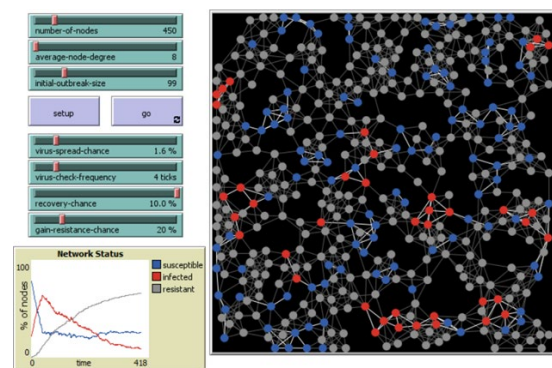 number-of-nodes 450
average-node-degree 8
initial-outbreak-size 99
setup go
virus-spread-chance 1.6 %
virus-check-frequency 4 ticks
recovery-chance 10.0 %
gain-resistance-chance 20 %
Network Status
100
% of nodes
0
0 time 418
susceptible
infected
resistant